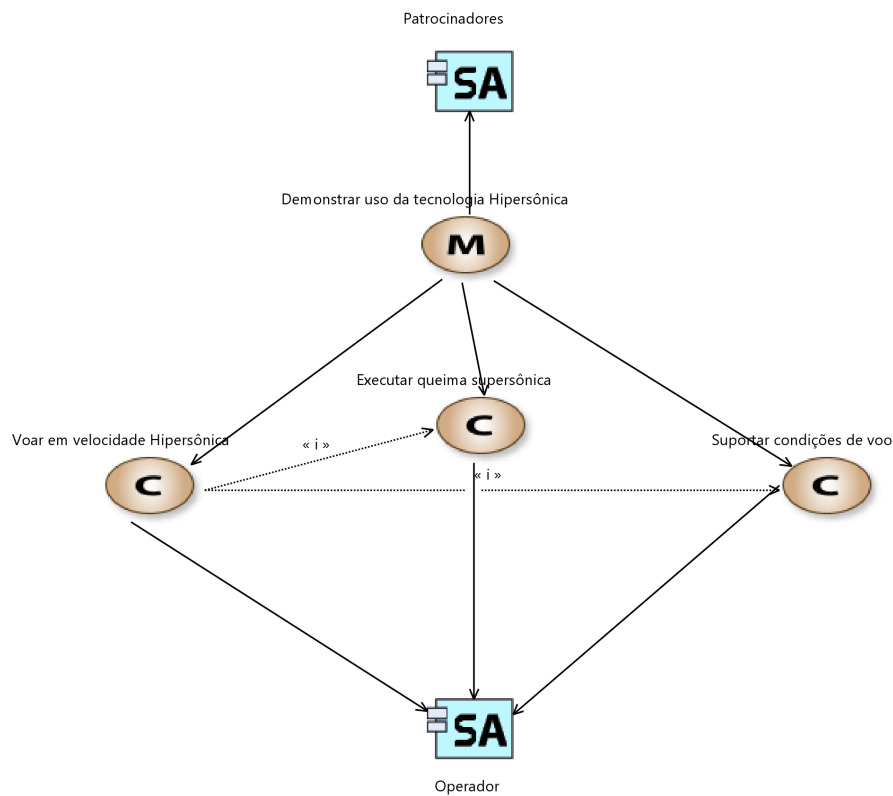 Patrocinadores
SA
Demonstrar uso da tecnologia Hipersônica
M
Executar queima supersônica
C
Voar em velocidade Hipersônica
« i »
Suportar condições de voo
« i »
C
C
SA
Operador